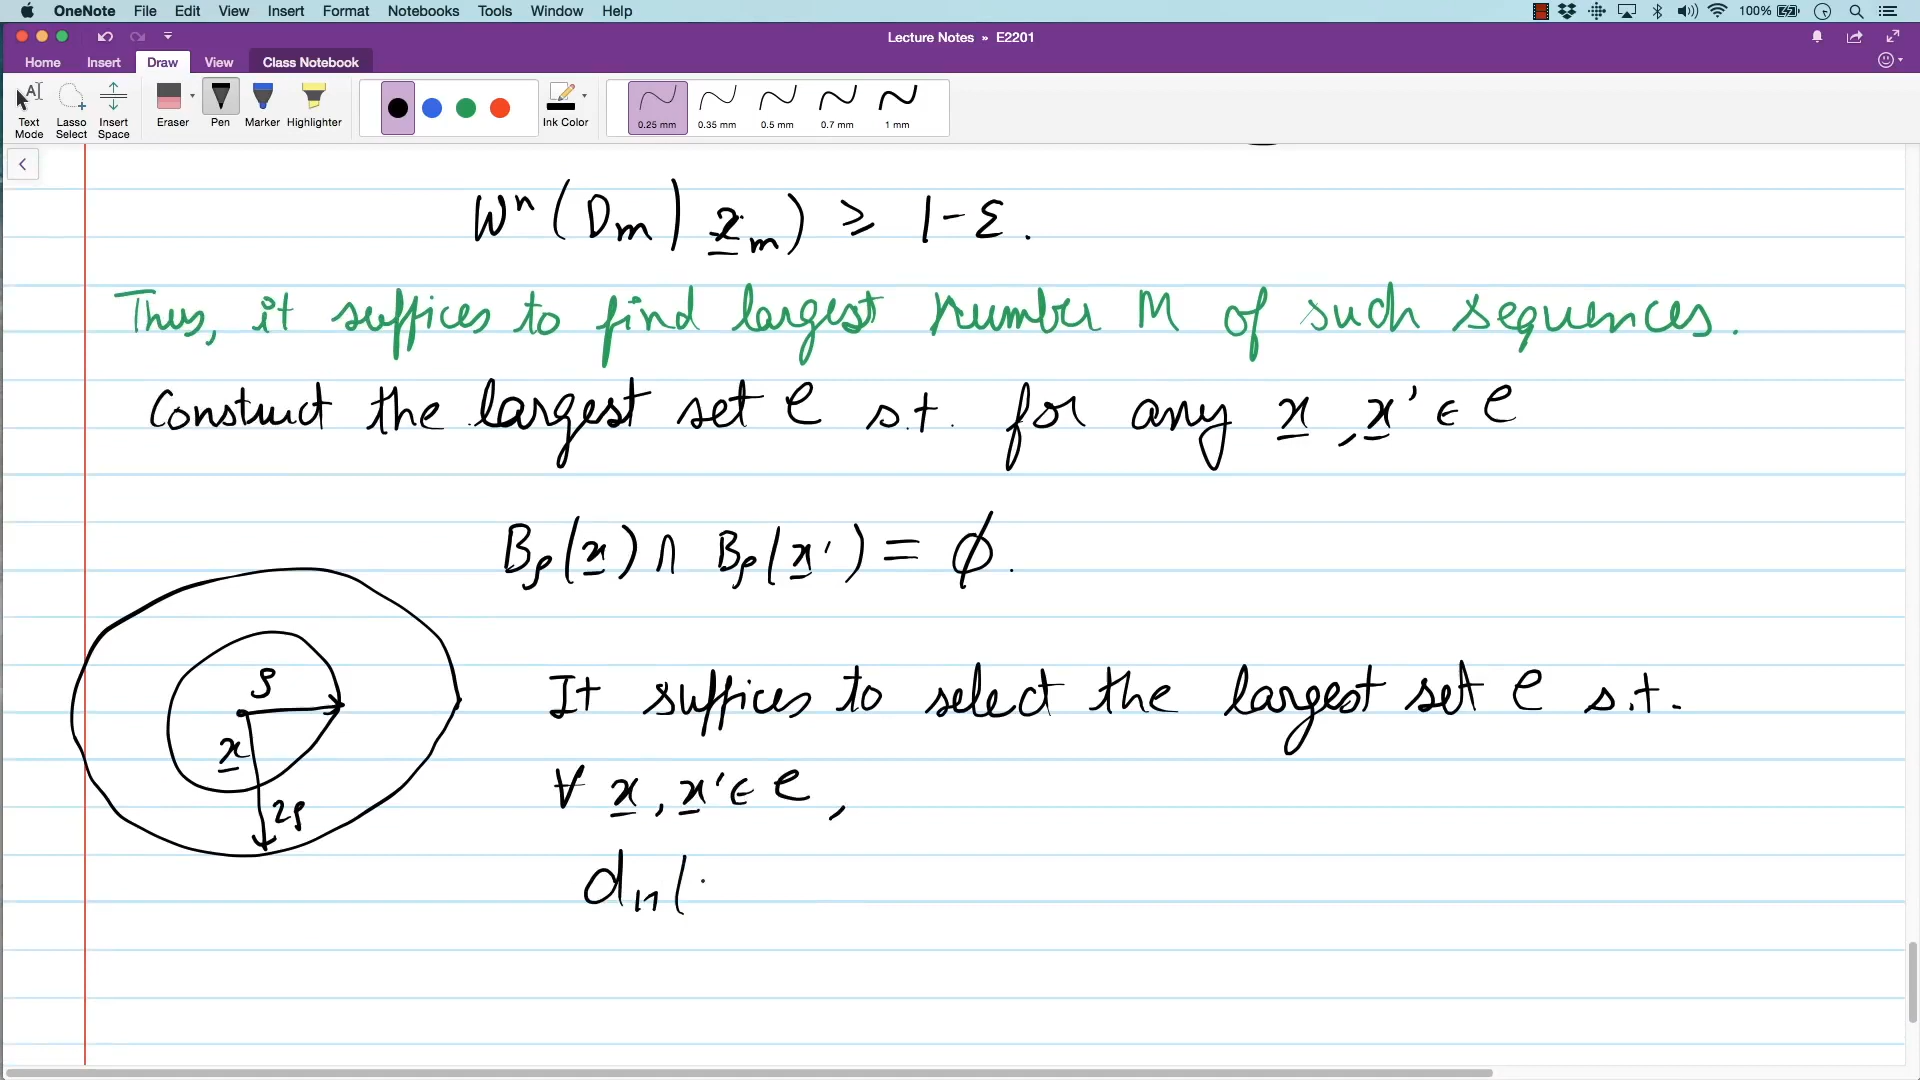 OneNote File Edit View Insert Format Notebooks Tools Window Help 100%
Lecture Notes » E2201
Home Insert Draw View Class Notebook
Text Mode Lasso Select Insert Space Eraser Pen Marker Highlighter Ink Color 0.25 mm 0.35 mm 0.5 mm 0.7 mm 1 mm
Wⁿ(Dₘ | x̲ₘ) ≥ 1-ε.
Thus, it suffices to find largest number M of such sequences.
Construct the largest set C s.t. for any x̲, x̲' ∈ C
Bρ(x̲) ∩ Bρ(x̲') = ϕ.
ρ
x̲
2ρ
It suffices to select the largest set C s.t.
∀ x̲, x̲' ∈ C,
d_H(